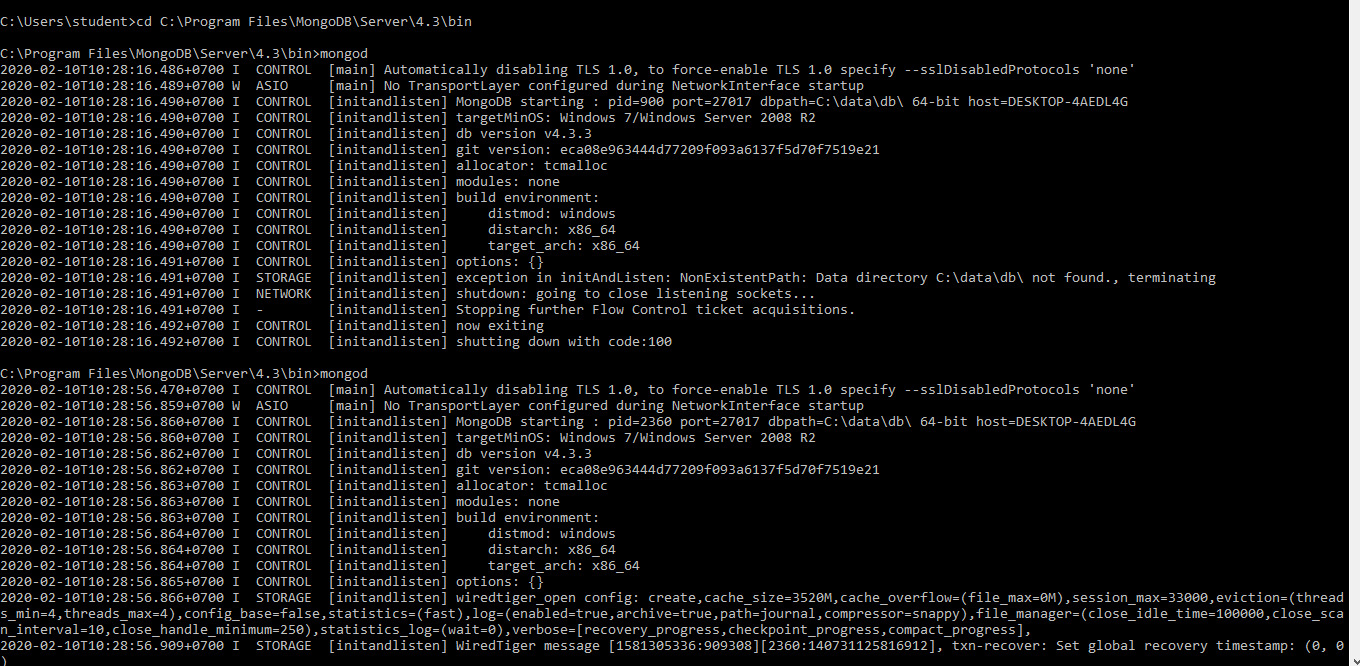 C:\Users\student>cd C:\Program Files\MongoDB\Server\4.3\bin
C:\Program Files\MongoDB\Server\4.3\bin>mongod
2020-02-10T10:28:16.486+0700 I  CONTROL  [main] Automatically disabling TLS 1.0, to force-enable TLS 1.0 specify --sslDisabledProtocols 'none'
2020-02-10T10:28:16.489+0700 W  ASIO     [main] No TransportLayer configured during NetworkInterface startup
2020-02-10T10:28:16.490+0700 I  CONTROL  [initandlisten] MongoDB starting : pid=900 port=27017 dbpath=C:\data\db\ 64-bit host=DESKTOP-4AEDL4G
2020-02-10T10:28:16.490+0700 I  CONTROL  [initandlisten] targetMinOS: Windows 7/Windows Server 2008 R2
2020-02-10T10:28:16.490+0700 I  CONTROL  [initandlisten] db version v4.3.3
2020-02-10T10:28:16.490+0700 I  CONTROL  [initandlisten] git version: eca08e963444d77209f093a6137f5d70f7519e21
2020-02-10T10:28:16.490+0700 I  CONTROL  [initandlisten] allocator: tcmalloc
2020-02-10T10:28:16.490+0700 I  CONTROL  [initandlisten] modules: none
2020-02-10T10:28:16.490+0700 I  CONTROL  [initandlisten] build environment:
2020-02-10T10:28:16.490+0700 I  CONTROL  [initandlisten]     distmod: windows
2020-02-10T10:28:16.490+0700 I  CONTROL  [initandlisten]     distarch: x86_64
2020-02-10T10:28:16.490+0700 I  CONTROL  [initandlisten]     target_arch: x86_64
2020-02-10T10:28:16.491+0700 I  CONTROL  [initandlisten] options: {}
2020-02-10T10:28:16.491+0700 I  STORAGE  [initandlisten] exception in initAndListen: NonExistentPath: Data directory C:\data\db\ not found., terminating
2020-02-10T10:28:16.491+0700 I  NETWORK  [initandlisten] shutdown: going to close listening sockets...
2020-02-10T10:28:16.491+0700 I  -        [initandlisten] Stopping further Flow Control ticket acquisitions.
2020-02-10T10:28:16.492+0700 I  CONTROL  [initandlisten] now exiting
2020-02-10T10:28:16.492+0700 I  CONTROL  [initandlisten] shutting down with code:100
C:\Program Files\MongoDB\Server\4.3\bin>mongod
2020-02-10T10:28:56.470+0700 I  CONTROL  [main] Automatically disabling TLS 1.0, to force-enable TLS 1.0 specify --sslDisabledProtocols 'none'
2020-02-10T10:28:56.859+0700 W  ASIO     [main] No TransportLayer configured during NetworkInterface startup
2020-02-10T10:28:56.860+0700 I  CONTROL  [initandlisten] MongoDB starting : pid=2360 port=27017 dbpath=C:\data\db\ 64-bit host=DESKTOP-4AEDL4G
2020-02-10T10:28:56.860+0700 I  CONTROL  [initandlisten] targetMinOS: Windows 7/Windows Server 2008 R2
2020-02-10T10:28:56.862+0700 I  CONTROL  [initandlisten] db version v4.3.3
2020-02-10T10:28:56.862+0700 I  CONTROL  [initandlisten] git version: eca08e963444d77209f093a6137f5d70f7519e21
2020-02-10T10:28:56.863+0700 I  CONTROL  [initandlisten] allocator: tcmalloc
2020-02-10T10:28:56.863+0700 I  CONTROL  [initandlisten] modules: none
2020-02-10T10:28:56.863+0700 I  CONTROL  [initandlisten] build environment:
2020-02-10T10:28:56.864+0700 I  CONTROL  [initandlisten]     distmod: windows
2020-02-10T10:28:56.864+0700 I  CONTROL  [initandlisten]     distarch: x86_64
2020-02-10T10:28:56.864+0700 I  CONTROL  [initandlisten]     target_arch: x86_64
2020-02-10T10:28:56.865+0700 I  CONTROL  [initandlisten] options: {}
2020-02-10T10:28:56.866+0700 I  STORAGE  [initandlisten] wiredtiger_open config: create,cache_size=3520M,cache_overflow=(file_max=0M),session_max=33000,eviction=(thread
s_min=4,threads_max=4),config_base=false,statistics=(fast),log=(enabled=true,archive=true,path=journal,compressor=snappy),file_manager=(close_idle_time=100000,close_sca
n_interval=10,close_handle_minimum=250),statistics_log=(wait=0),verbose=[recovery_progress,checkpoint_progress,compact_progress],
2020-02-10T10:28:56.909+0700 I  STORAGE  [initandlisten] WiredTiger message [1581305336:909308][2360:140731125816912], txn-recover: Set global recovery timestamp: (0, 0
)